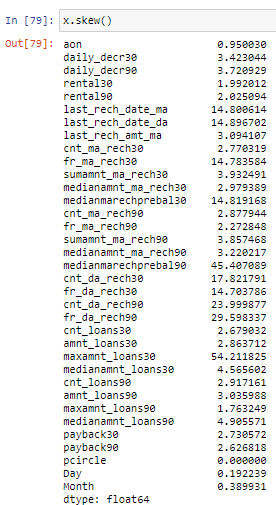 In [79]: x.skew()
Out[79]: aon 0.950030
daily_decr30 3.423044
daily_decr90 3.720929
rental30 1.992012
rental90 2.025094
last_rech_date_ma 14.800614
last_rech_date_da 14.896702
last_rech_amt_ma 3.094107
cnt_ma_rech30 2.770319
fr_ma_rech30 14.783584
sumamnt_ma_rech30 3.932491
medianamnt_ma_rech30 2.979389
medianmarechprebal30 14.819168
cnt_ma_rech90 2.877944
fr_ma_rech90 2.272848
sumamnt_ma_rech90 3.857468
medianamnt_ma_rech90 3.220217
medianmarechprebal90 45.407089
cnt_da_rech30 17.821791
fr_da_rech30 14.703786
cnt_da_rech90 23.999877
fr_da_rech90 29.598337
cnt_loans30 2.679032
amnt_loans30 2.863712
maxamnt_loans30 54.211825
medianamnt_loans30 4.565602
cnt_loans90 2.917161
amnt_loans90 3.035988
maxamnt_loans90 1.763249
medianamnt_loans90 4.905571
payback30 2.730572
payback90 2.626818
pcircle 0.000000
Day 0.192239
Month 0.389931
dtype: float64